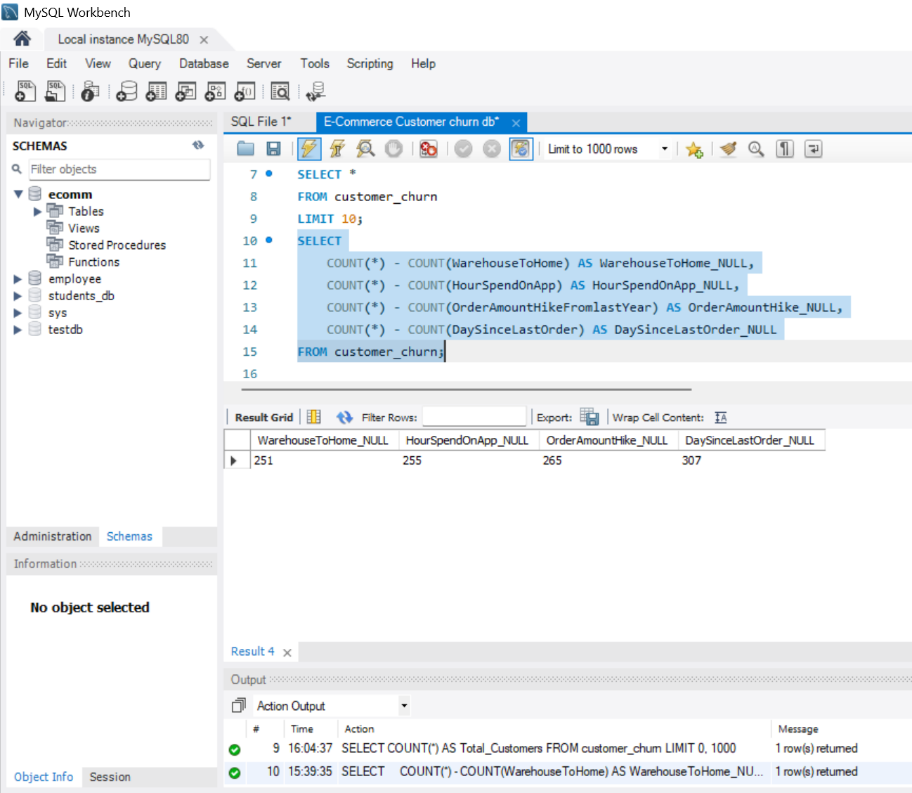 MySQL Workbench
Local instance MySQL80
File Edit View Query Database Server Tools Scripting Help
Navigator
SCHEMAS
Filter objects
ecomm
Tables
Views
Stored Procedures
Functions
employee
students_db
sys
testdb
Administration Schemas
Information
No object selected
Object Info Session
SQL File 1* E-Commerce Customer churn db*
Limit to 1000 rows
7 SELECT *
8 FROM customer_churn
9 LIMIT 10;
10 SELECT
11 COUNT(*) - COUNT(WarehouseToHome) AS WarehouseToHome_NULL,
12 COUNT(*) - COUNT(HourSpendOnApp) AS HourSpendOnApp_NULL,
13 COUNT(*) - COUNT(OrderAmountHikeFromlastYear) AS OrderAmountHike_NULL,
14 COUNT(*) - COUNT(DaySinceLastOrder) AS DaySinceLastOrder_NULL
15 FROM customer_churn;
16
Result Grid Filter Rows: Export: Wrap Cell Content:
WarehouseToHome_NULL HourSpendOnApp_NULL OrderAmountHike_NULL DaySinceLastOrder_NULL
251 255 265 307
Result 4
Output
Action Output
# Time Action Message
9 16:04:37 SELECT COUNT(*) AS Total_Customers FROM customer_churn LIMIT 0, 1000 1 row(s) returned
10 15:39:35 SELECT COUNT(*) - COUNT(WarehouseToHome) AS WarehouseToHome_NU... 1 row(s) returned